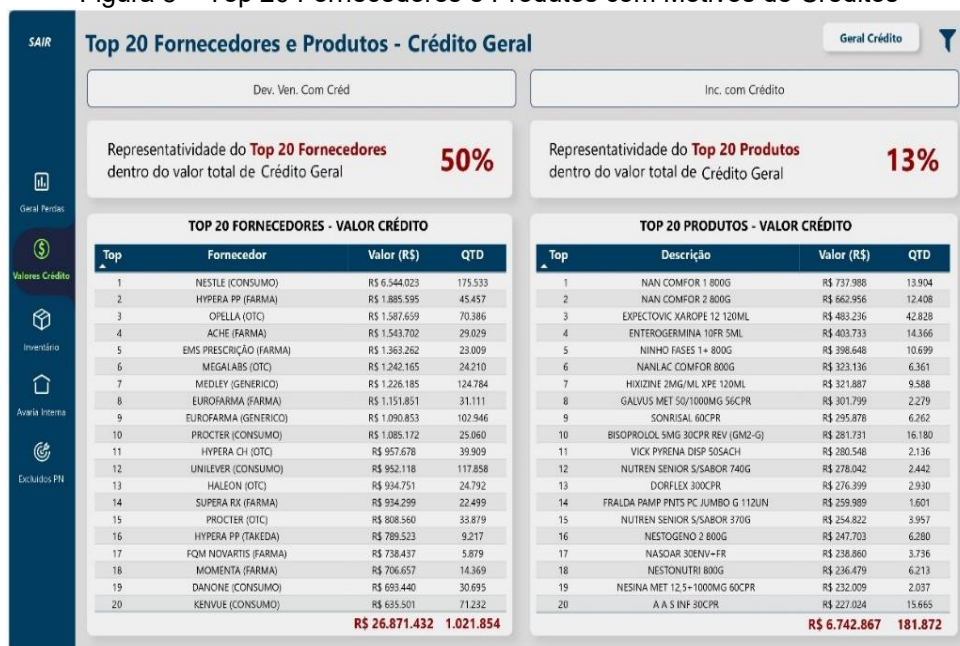 SAIR
Top 20 Fornecedores e Produtos - Crédito Geral
Geral Crédito
Dev. Ven. Com Créd
Inc. com Crédito
Representatividade do Top 20 Fornecedores
dentro do valor total de Crédito Geral
50%
Representatividade do Top 20 Produtos
dentro do valor total de Crédito Geral
13%
Geral Perdas
Valores Crédito
Inventário
Avaria Interna
Excluidos PN
TOP 20 FORNECEDORES - VALOR CRÉDITO
Top Fornecedor Valor (R$) QTD
1 NESTLE (CONSUMO) R$ 6.544.023 175.533
2 HYPERA PP (FARMA) R$ 1.885.595 45.457
3 OPELLA (OTC) R$ 1.587.659 70.386
4 ACHE (FARMA) R$ 1.543.702 29.029
5 EMS PRESCRIÇÃO (FARMA) R$ 1.363.262 23.009
6 MEGALABS (OTC) R$ 1.242.165 24.210
7 MEDLEY (GENERICO) R$ 1.226.185 124.784
8 EUROFARMA (FARMA) R$ 1.151.851 31.111
9 EUROFARMA (GENERICO) R$ 1.090.853 102.946
10 PROCTER (CONSUMO) R$ 1.085.172 25.060
11 HYPERA CH (OTC) R$ 957.678 39.909
12 UNILEVER (CONSUMO) R$ 952.118 117.858
13 HALEON (OTC) R$ 934.751 24.792
14 SUPERA RX (FARMA) R$ 934.299 22.499
15 PROCTER (OTC) R$ 808.560 33.879
16 HYPERA PP (TAKEDA) R$ 789.523 9.217
17 FQM NOVARTIS (FARMA) R$ 738.437 5.879
18 MOMENTA (FARMA) R$ 706.657 14.369
19 DANONE (CONSUMO) R$ 693.440 30.695
20 KENVUE (CONSUMO) R$ 635.501 71.232
R$ 26.871.432 1.021.854
TOP 20 PRODUTOS - VALOR CRÉDITO
Top Descrição Valor (R$) QTD
1 NAN COMFOR 1 800G R$ 737.988 13.904
2 NAN COMFOR 2 800G R$ 662.956 12.408
3 EXPECTOVIC XAROPE 12 120ML R$ 483.236 42.828
4 ENTEROGERMINA 10FR 5ML R$ 403.733 14.366
5 NINHO FASES 1+ 800G R$ 398.648 10.699
6 NANLAC COMFOR 800G R$ 323.136 6.361
7 HIXIZINE 2MG/ML XPE 120ML R$ 321.887 9.588
8 GALVUS MET 50/1000MG 56CPR R$ 301.799 2.279
9 SONRISAL 60CPR R$ 295.878 6.262
10 BISOPROLOL 5MG 30CPR REV (GM2-G) R$ 281.731 16.180
11 VICK PYRENA DISP 50SACH R$ 280.548 2.136
12 NUTREN SENIOR S/SABOR 740G R$ 278.042 2.442
13 DORFLEX 300CPR R$ 276.399 2.930
14 FRALDA PAMP PNTS PC JUMBO G 112UN R$ 259.989 1.601
15 NUTREN SENIOR S/SABOR 370G R$ 254.822 3.957
16 NESTOGENO 2 800G R$ 247.703 6.280
17 NASOAR 30ENV+FR R$ 238.860 3.736
18 NESTONUTRI 800G R$ 236.479 6.213
19 NESINA MET 12,5+1000MG 60CPR R$ 232.009 2.037
20 A A S INF 30CPR R$ 227.024 15.665
R$ 6.742.867 181.872